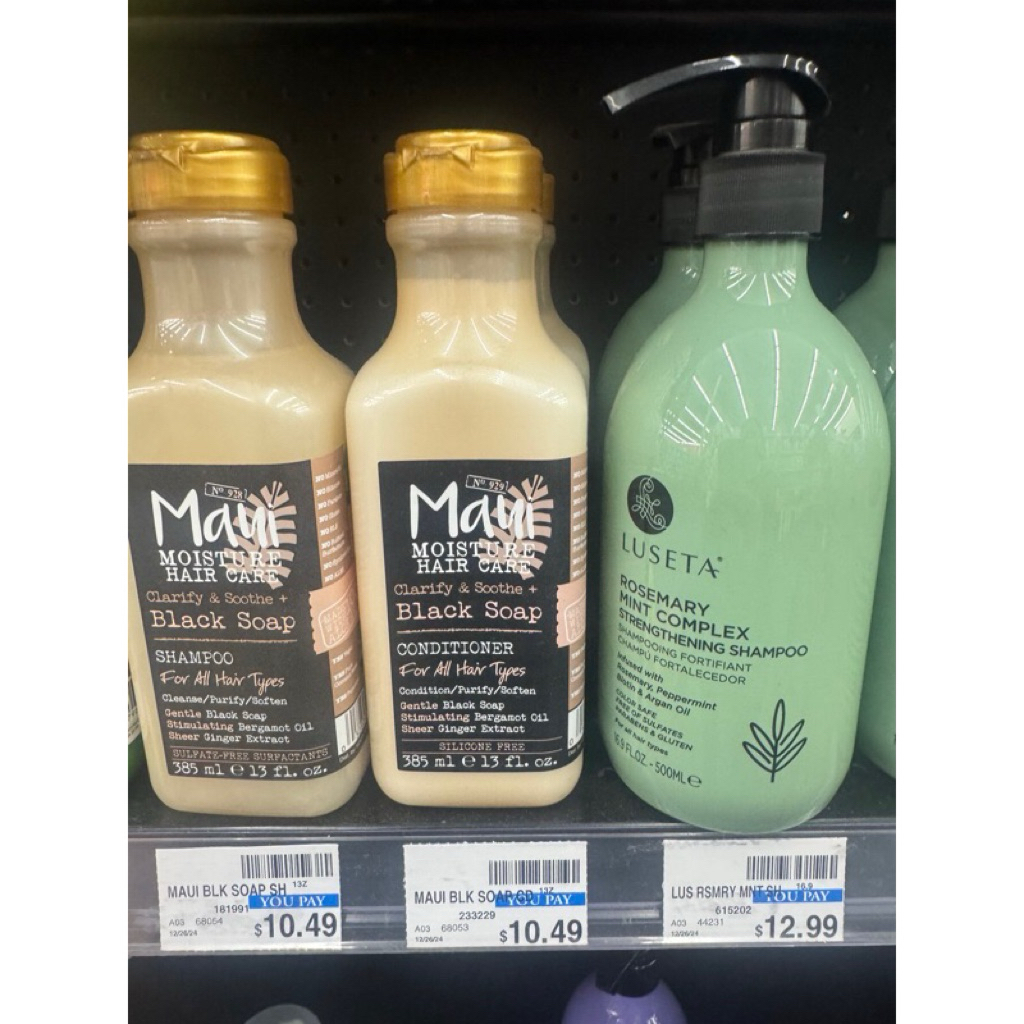 Nº 928
Maui
MOISTURE
HAIR CARE
Clarify & Soothe +
Black Soap
SHAMPOO
For All Hair Types
Cleanse/Purify/Soften
Gentle Black Soap
Stimulating Bergamot Oil
Sheer Ginger Extract
SULFATE-FREE SURFACTANTS
385 ml ℮ 13 fl. oz.
Nº 929
Maui
MOISTURE
HAIR CARE
Clarify & Soothe +
Black Soap
CONDITIONER
For All Hair Types
Condition/Purify/Soften
Gentle Black Soap
Stimulating Bergamot Oil
Sheer Ginger Extract
SILICONE FREE
385 ml ℮ 13 fl. oz.
LUSETA®
ROSEMARY
MINT COMPLEX
STRENGTHENING SHAMPOO
SHAMPOOING FORTIFIANT
CHAMPÚ FORTALECEDOR
Infused with
Rosemary, Peppermint
Biotin & Argan Oil
COLOR SAFE
FREE OF SULFATES
PARABENS & GLUTEN
For all hair types
16.9 FL.OZ. - 500ML ℮
MAUI BLK SOAP SH 13Z
181991 YOU PAY
A03 68054
12/26/24
$10.49
MAUI BLK SOAP CD 13Z
YOU PAY
233229
A03 68053
12/26/24
$10.49
LUS RSMRY MNT SH 16.9
YOU PAY
615202
A03 44231
12/26/24
$12.99